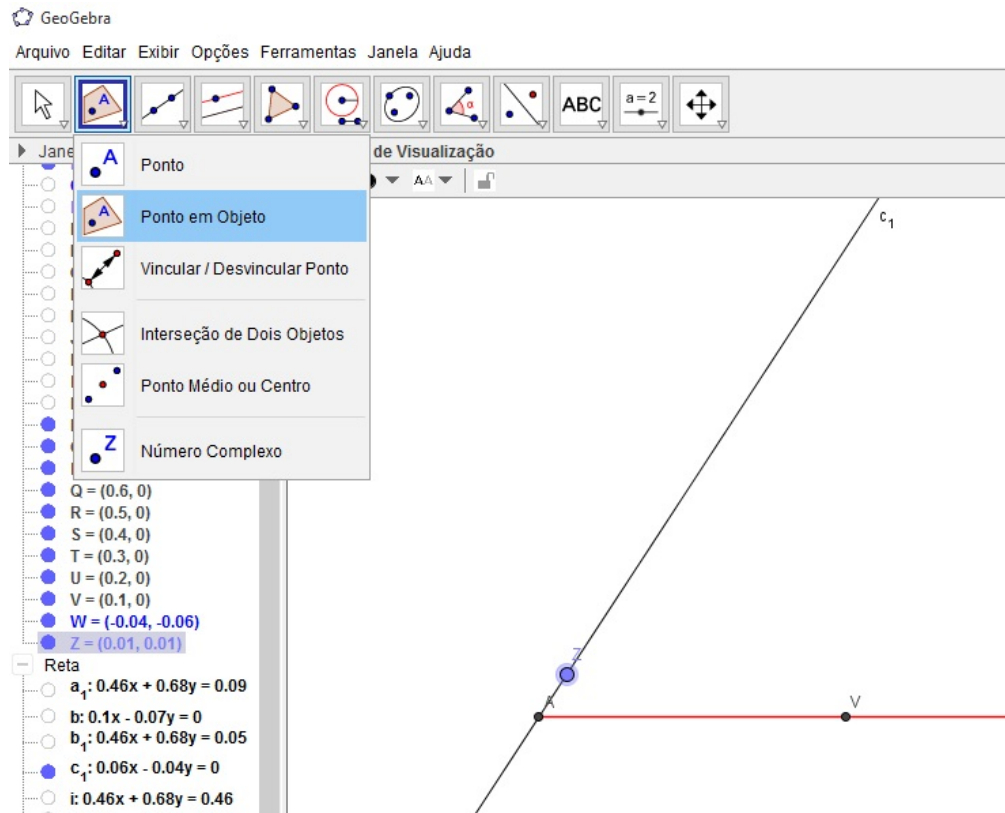 GeoGebra
Arquivo Editar Exibir Opções Ferramentas Janela Ajuda
A ABC a=2
Jane de Visualização
AA
A Ponto
A Ponto em Objeto
Vincular / Desvincular Ponto
Interseção de Dois Objetos
Ponto Médio ou Centro
Z Número Complexo
Q = (0.6, 0)
R = (0.5, 0)
S = (0.4, 0)
T = (0.3, 0)
U = (0.2, 0)
V = (0.1, 0)
W = (-0.04, -0.06)
Z = (0.01, 0.01)
Reta
a₁: 0.46x + 0.68y = 0.09
b: 0.1x - 0.07y = 0
b₁: 0.46x + 0.68y = 0.05
c₁: 0.06x - 0.04y = 0
i: 0.46x + 0.68y = 0.46
c₁
Z
A
V